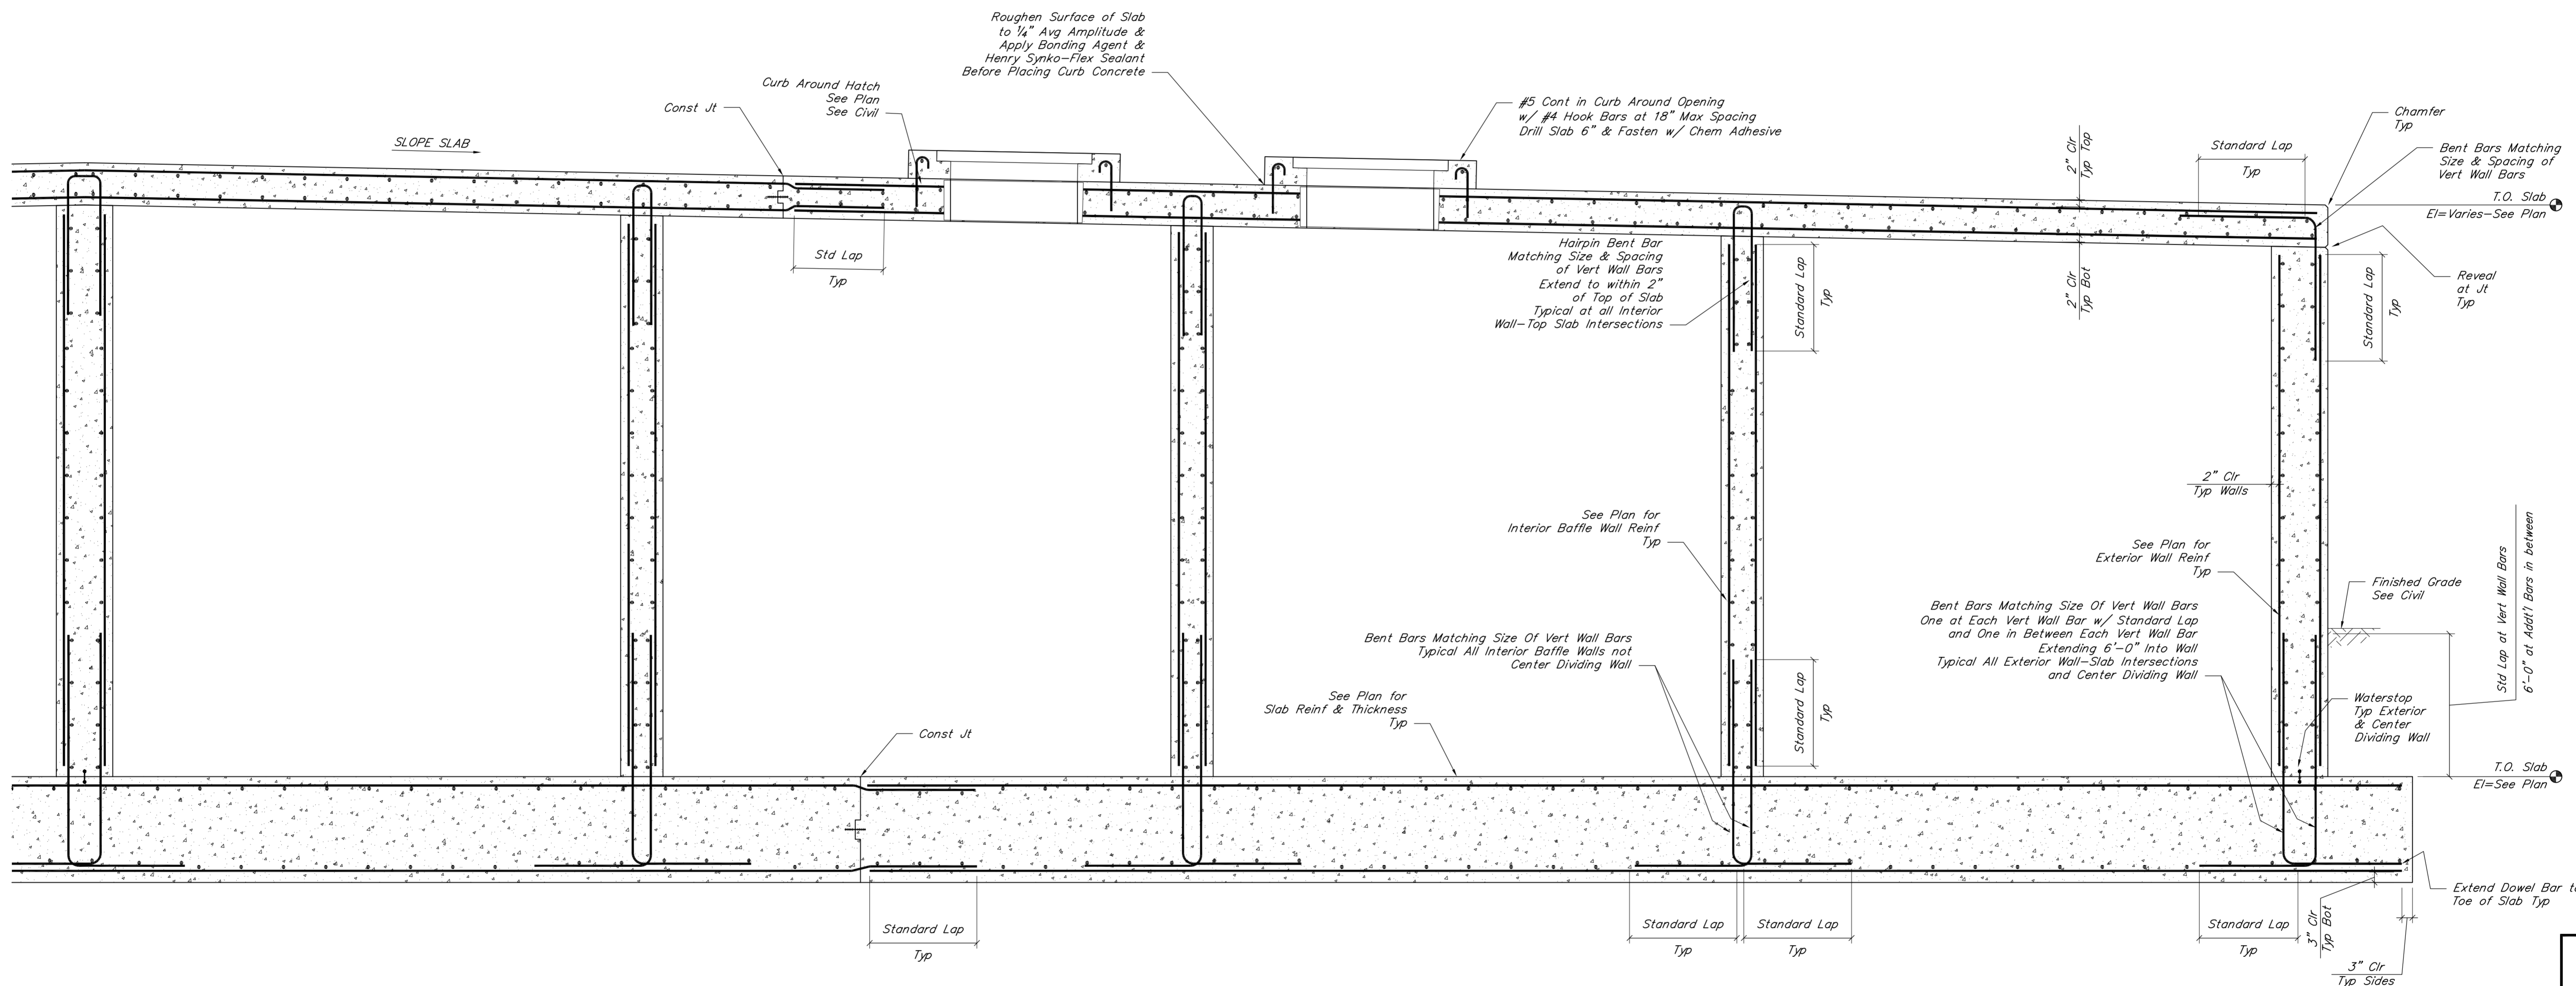 Roughen Surface of Slab
to 1/4" Avg Amplitude &
Apply Bonding Agent &
Henry Synko-Flex Sealant
Before Placing Curb Concrete
Curb Around Hatch
See Plan
See Civil
Const Jt
SLOPE SLAB
#5 Cont in Curb Around Opening
w/ #4 Hook Bars at 18" Max Spacing
Drill Slab 6" & Fasten w/ Chem Adhesive
2" Clr
Typ Top
Standard Lap
Typ
Chamfer
Typ
Bent Bars Matching
Size & Spacing of
Vert Wall Bars
T.O. Slab
El=Varies-See Plan
Std Lap
Typ
Hairpin Bent Bar
Matching Size & Spacing
of Vert Wall Bars
Extend to within 2"
of Top of Slab
Typical at all Interior
Wall-Top Slab Intersections
Standard Lap
Typ
2" Clr
Typ Bot
Reveal
at Jt
Typ
Standard Lap
Typ
2" Clr
Typ Walls
See Plan for
Interior Baffle Wall Reinf
Typ
See Plan for
Exterior Wall Reinf
Typ
Std Lap at Vert Wall Bars
6'-0" at Addt'l Bars in between
Finished Grade
See Civil
Bent Bars Matching Size Of Vert Wall Bars
Typical All Interior Baffle Walls not
Center Dividing Wall
Bent Bars Matching Size Of Vert Wall Bars
One at Each Vert Wall Bar w/ Standard Lap
and One in Between Each Vert Wall Bar
Extending 6'-0" Into Wall
Typical All Exterior Wall-Slab Intersections
and Center Dividing Wall
See Plan for
Slab Reinf & Thickness
Typ
Standard Lap
Typ
Waterstop
Typ Exterior
& Center
Dividing Wall
Const Jt
T.O. Slab
El=See Plan
Extend Dowel Bar t
Toe of Slab Typ
Standard Lap
Typ
Standard Lap
Typ
Standard Lap
Typ
Standard Lap
Typ
3" Clr
Typ Bot
3" Clr
Typ Sides